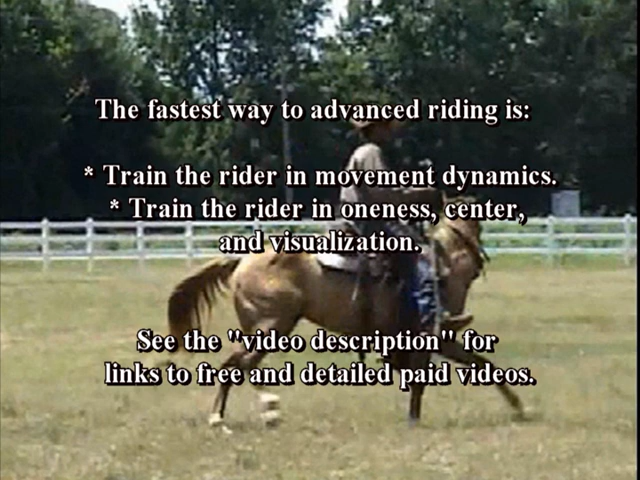 The fastest way to advanced riding is:
* Train the rider in movement dynamics.
* Train the rider in oneness, center,
and visualization.
See the "video description" for
links to free and detailed paid videos.